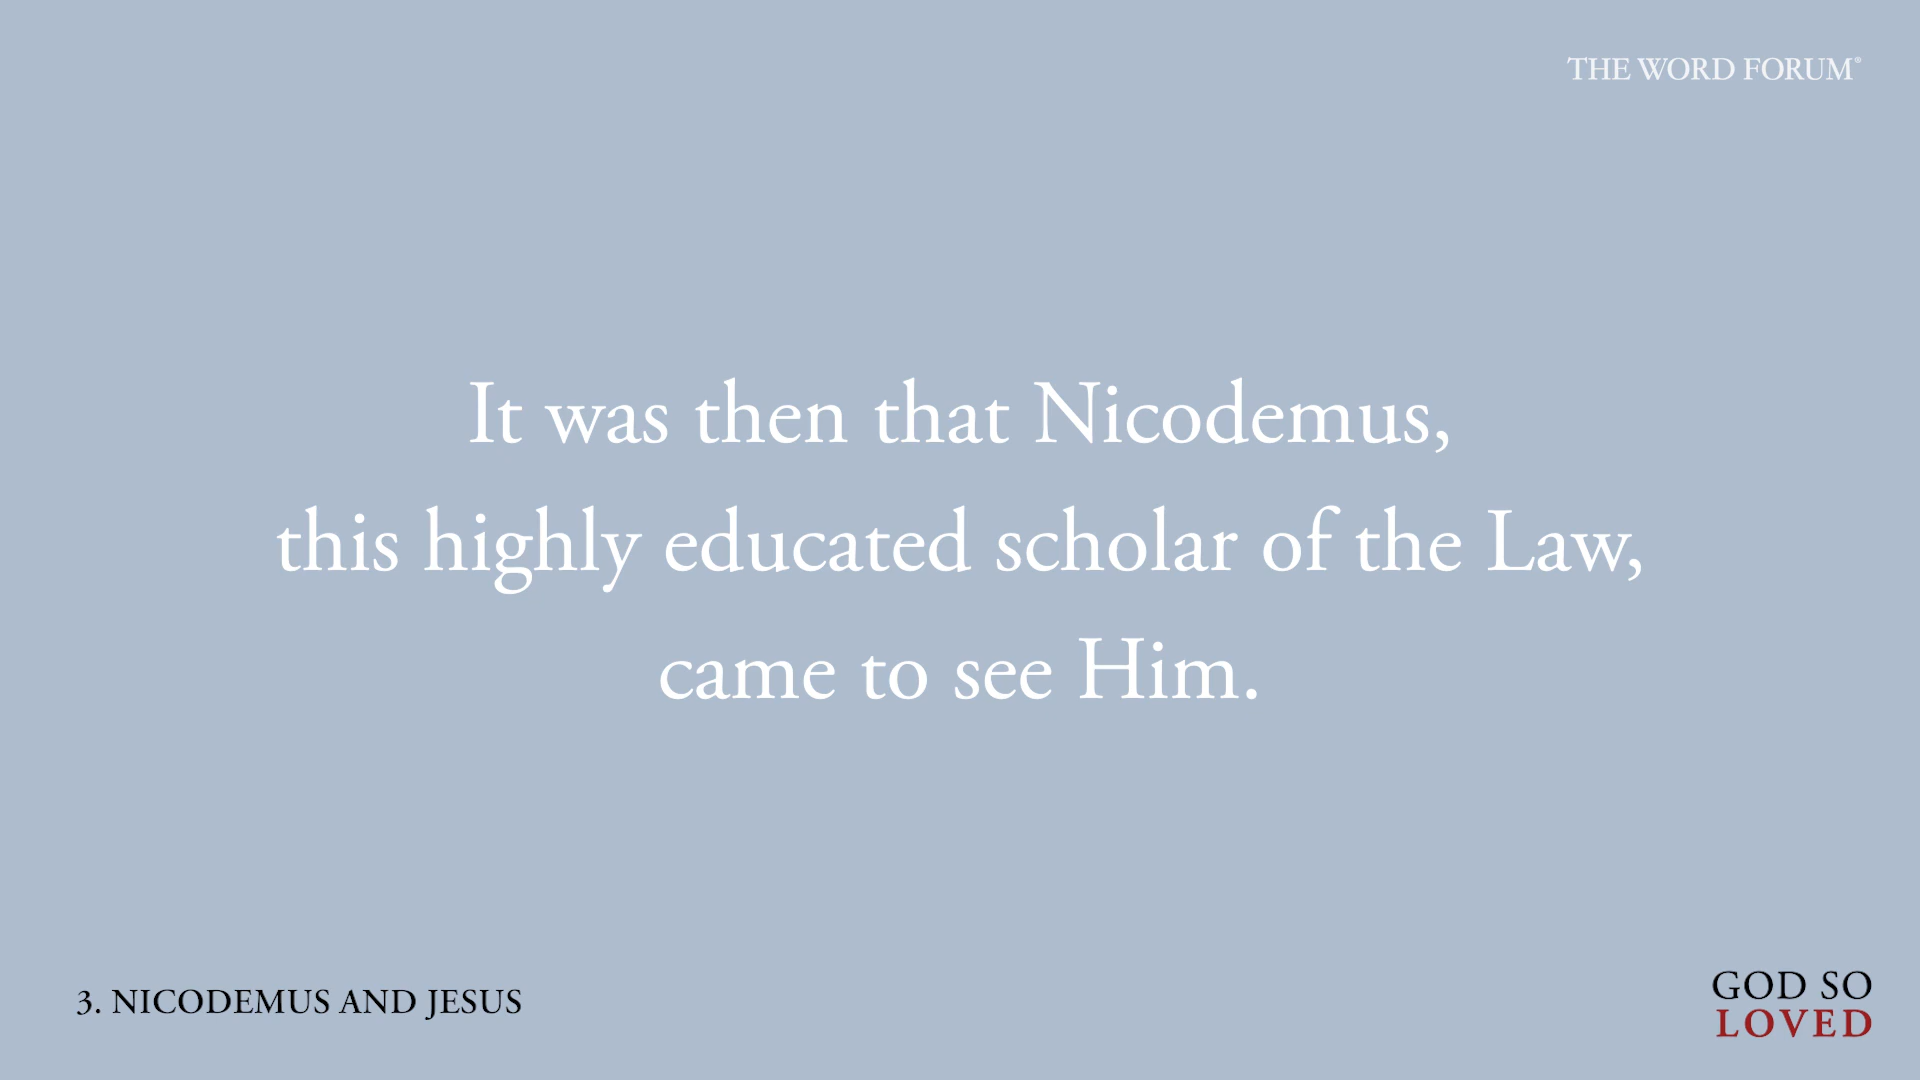 THE WORD FORUM®
It was then that Nicodemus,
this highly educated scholar of the Law,
came to see Him.
3. NICODEMUS AND JESUS
GOD SO
LOVED